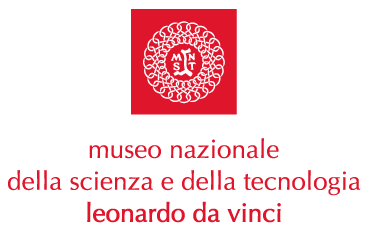 M N
S T
museo nazionale
della scienza e della tecnologia
leonardo da vinci